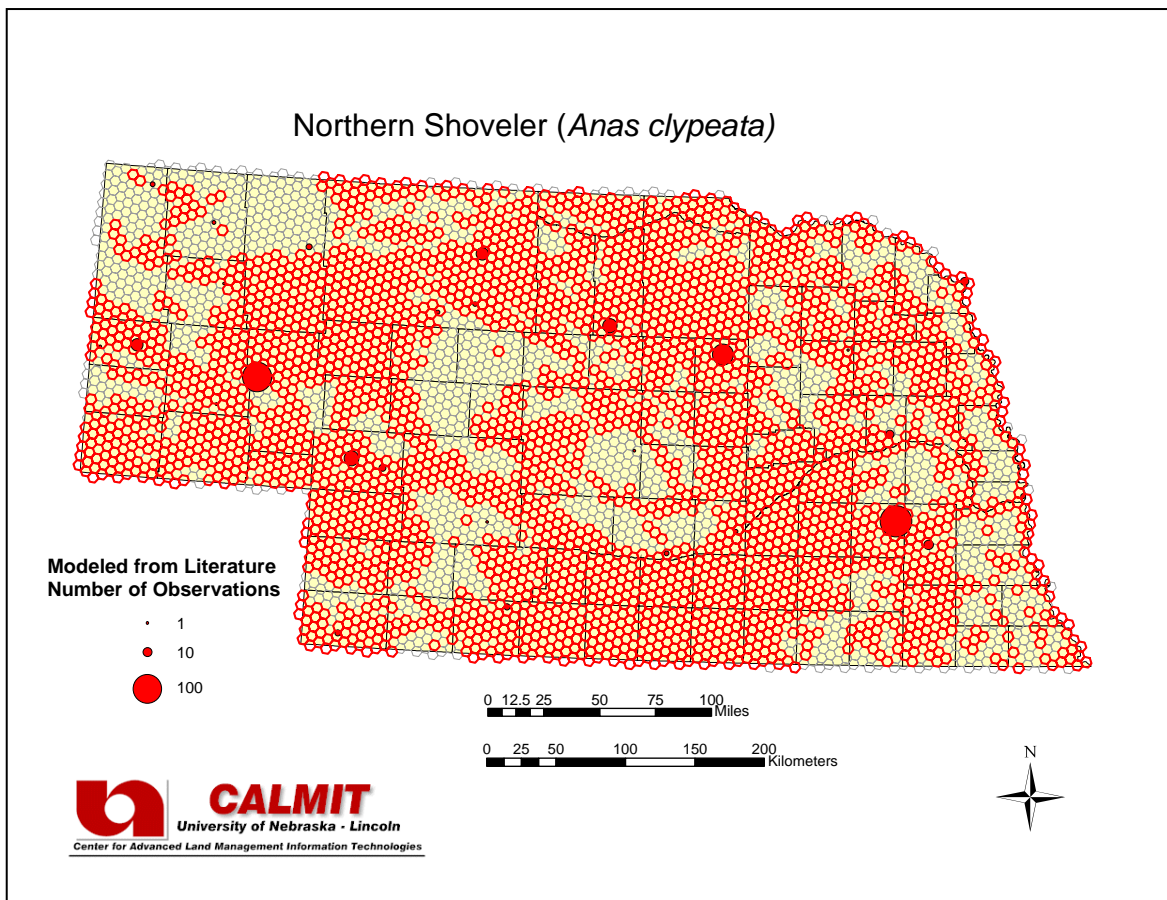 Northern Shoveler (Anas clypeata)
Modeled from Literature
Number of Observations
1
10
100
0 12.5 25 50 75 100
Miles
0 25 50 100 150 200
Kilometers
N
CALMIT
University of Nebraska - Lincoln
Center for Advanced Land Management Information Technologies